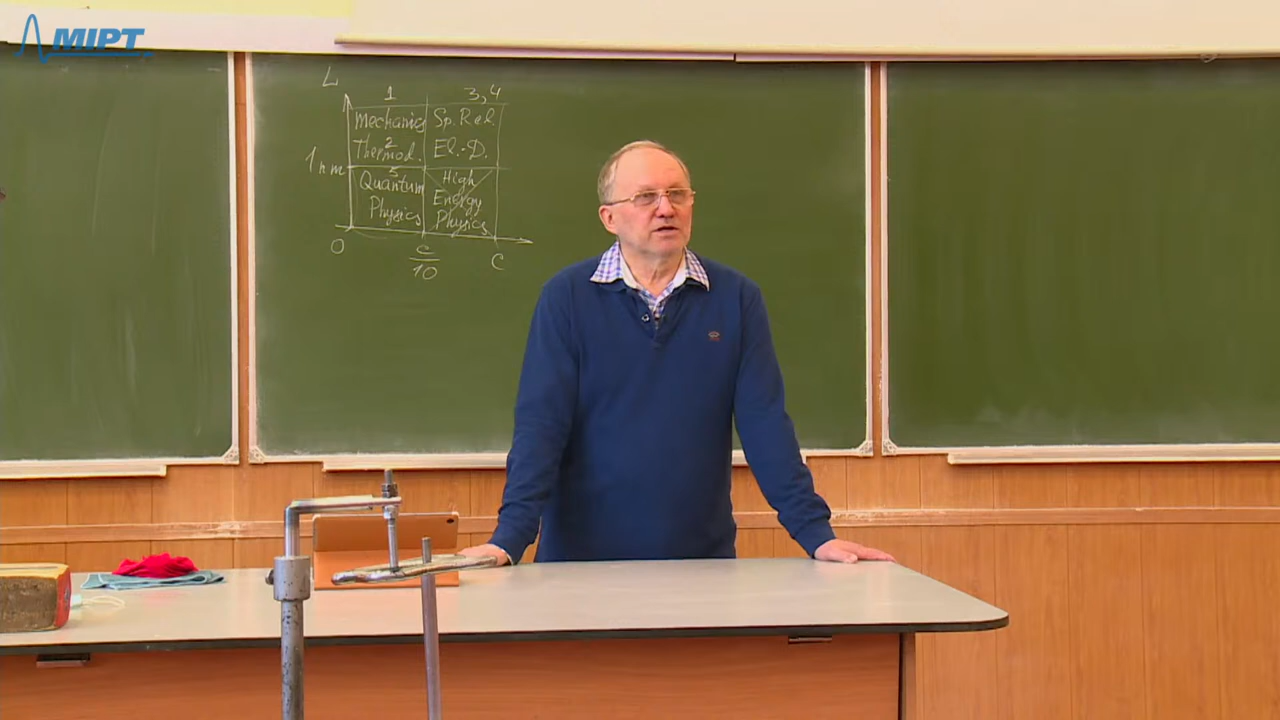 MIPT
L
1 3,4
Mechanics Sp. Rel.
2
Thermod. El.-D.
1 nm
5
Quantum High
Energy
Physics Physics
0 c/10 c